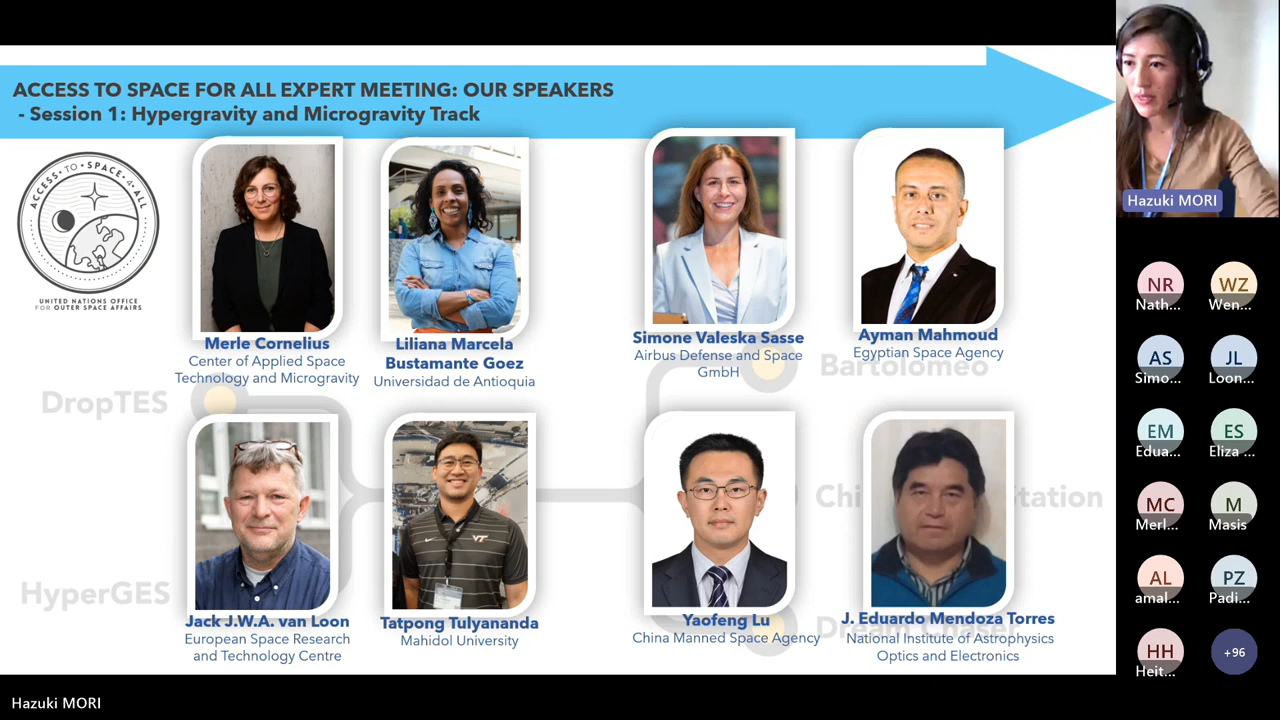 ACCESS TO SPACE FOR ALL EXPERT MEETING: OUR SPEAKERS
- Session 1: Hypergravity and Microgravity Track
ACCESS • TO • SPACE • 4 • ALL
UNITED NATIONS OFFICE
FOR OUTER SPACE AFFAIRS
Merle Cornelius
Center of Applied Space
Technology and Microgravity
Liliana Marcela
Bustamante Goez
Universidad de Antioquia
Simone Valeska Sasse
Airbus Defense and Space
GmbH
Ayman Mahmoud
Egyptian Space Agency
Bartolomeo
DropTES
Chi
tation
HyperGES
VT
Jack J.W.A. van Loon
European Space Research
and Technology Centre
Tatpong Tulyananda
Mahidol University
Yaofeng Lu
China Manned Space Agency
J. Eduardo Mendoza Torres
National Institute of Astrophysics
Optics and Electronics
Dream Chaser
Hazuki MORI
NR
Nath...
WZ
Wen...
AS
Simo...
JL
Loon...
EM
Edua...
ES
Eliza ...
MC
Merl...
M
Masis
AL
amal...
PZ
Padi...
HH
Heit...
+96
Hazuki MORI